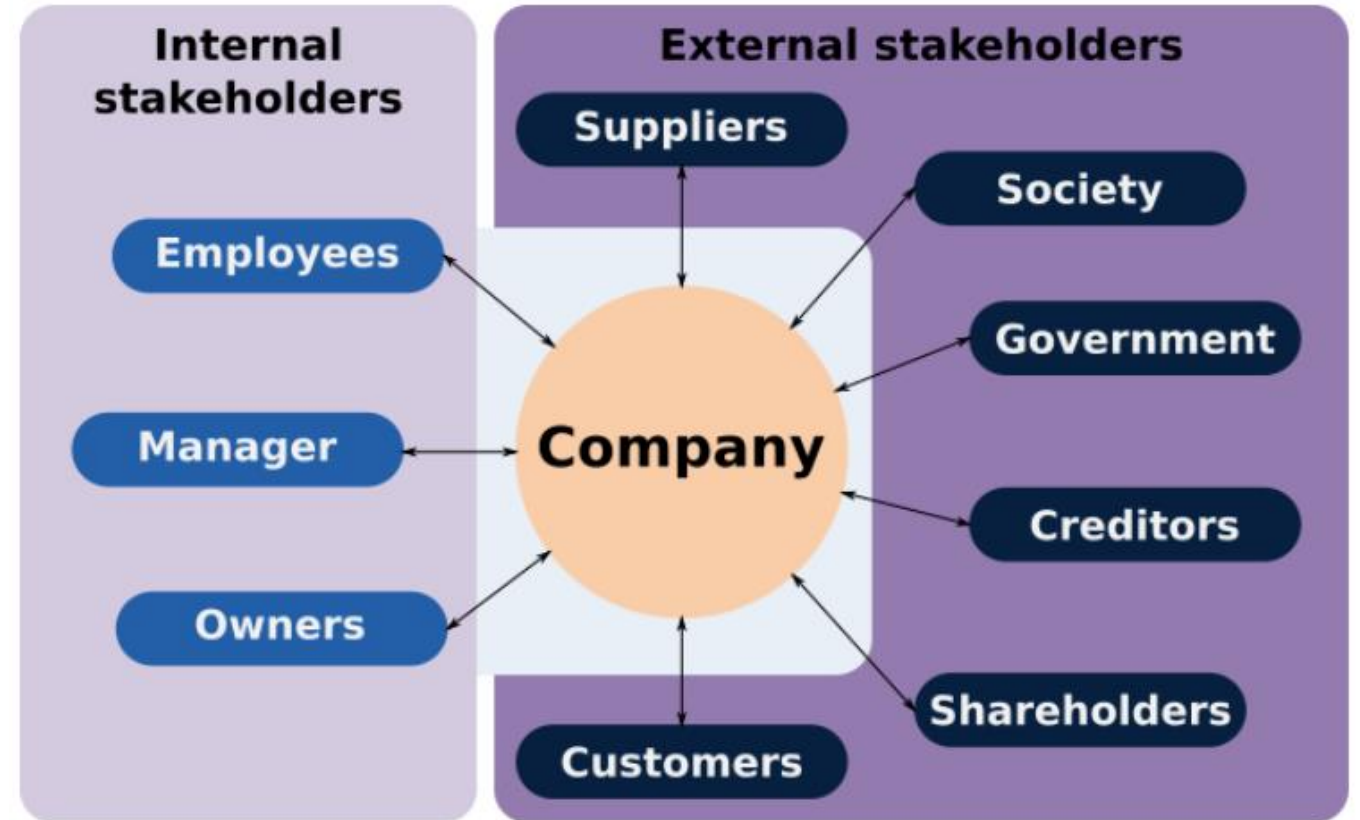 Internal
stakeholders
Employees
Manager
Owners
Company
External stakeholders
Suppliers
Society
Government
Creditors
Shareholders
Customers